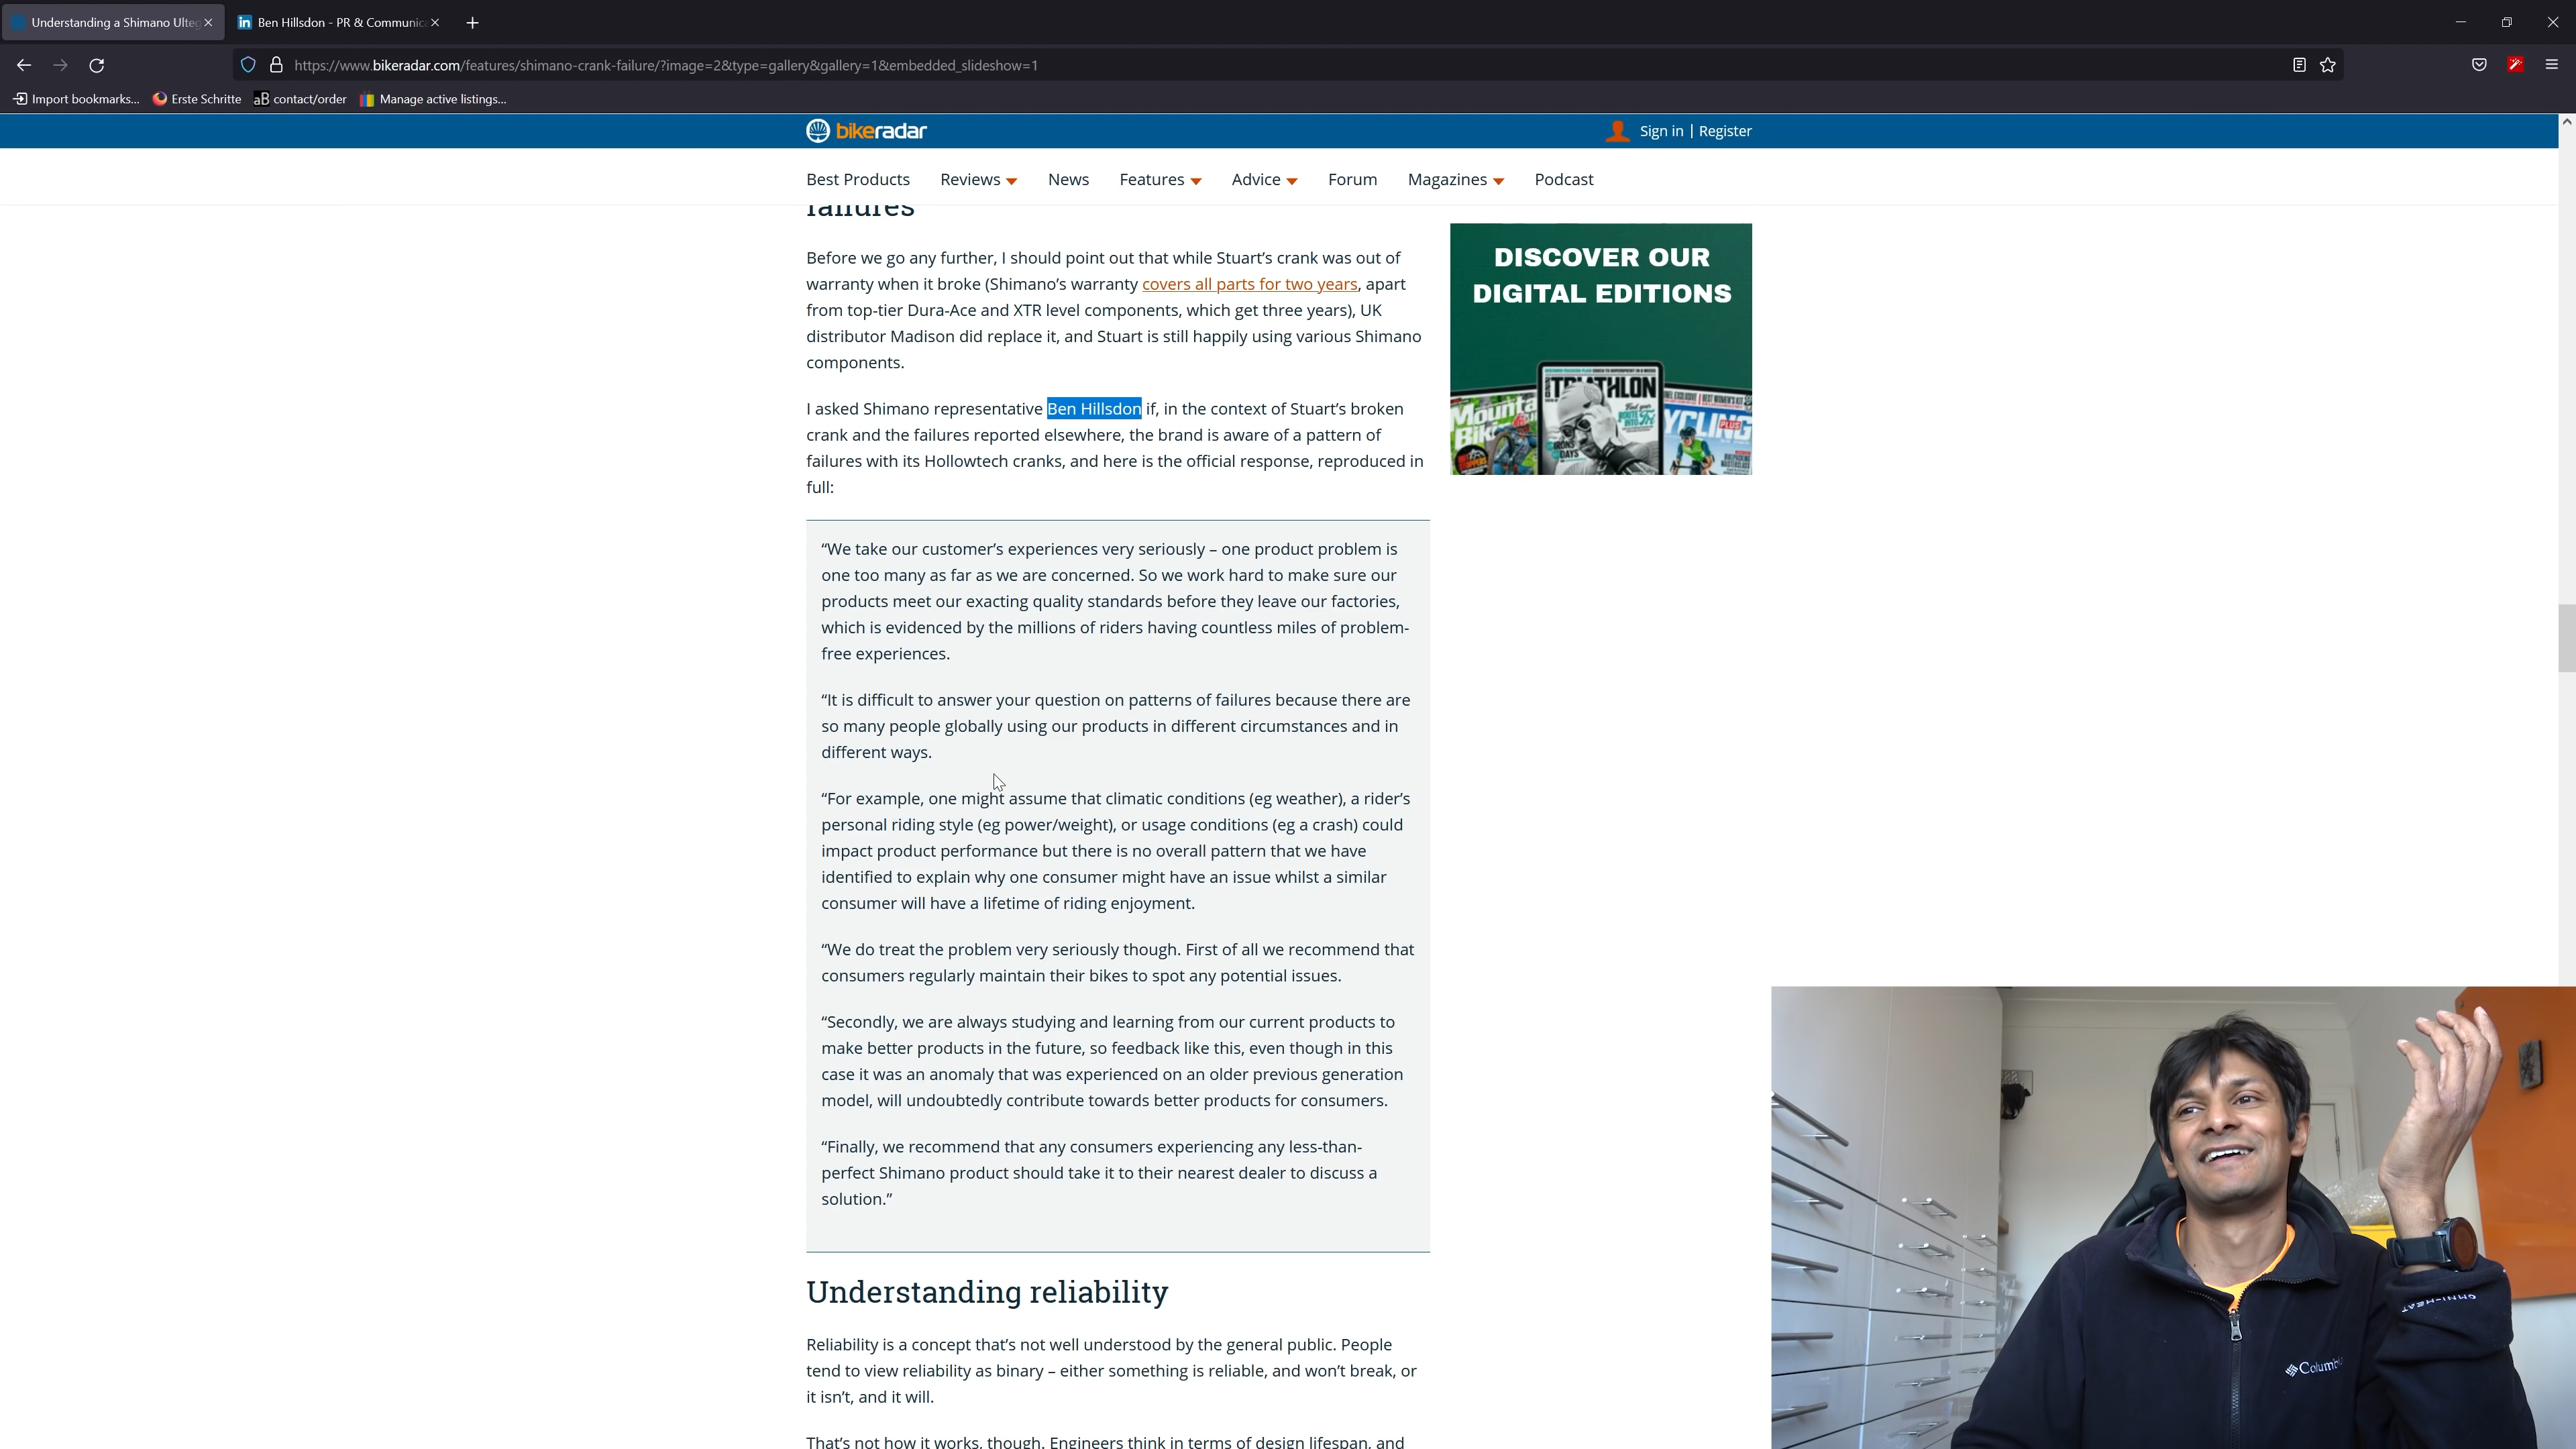 Understanding a Shimano Ulteg
Ben Hillsdon - PR & Communic
https://www.bikeradar.com/features/shimano-crank-failure/?image=2&type=gallery&gallery=1&embedded_slideshow=1
Import bookmarks...
Erste Schritte
aB contact/order
Manage active listings...
bikeradar
Sign in | Register
Best Products
Reviews
News
Features
Advice
Forum
Magazines
Podcast
failures
Before we go any further, I should point out that while Stuart’s crank was out of
warranty when it broke (Shimano’s warranty covers all parts for two years, apart
from top-tier Dura-Ace and XTR level components, which get three years), UK
distributor Madison did replace it, and Stuart is still happily using various Shimano
components.
I asked Shimano representative Ben Hillsdon if, in the context of Stuart’s broken
crank and the failures reported elsewhere, the brand is aware of a pattern of
failures with its Hollowtech cranks, and here is the official response, reproduced in
full:
“We take our customer’s experiences very seriously – one product problem is
one too many as far as we are concerned. So we work hard to make sure our
products meet our exacting quality standards before they leave our factories,
which is evidenced by the millions of riders having countless miles of problem-
free experiences.
“It is difficult to answer your question on patterns of failures because there are
so many people globally using our products in different circumstances and in
different ways.
“For example, one might assume that climatic conditions (eg weather), a rider’s
personal riding style (eg power/weight), or usage conditions (eg a crash) could
impact product performance but there is no overall pattern that we have
identified to explain why one consumer might have an issue whilst a similar
consumer will have a lifetime of riding enjoyment.
“We do treat the problem very seriously though. First of all we recommend that
consumers regularly maintain their bikes to spot any potential issues.
“Secondly, we are always studying and learning from our current products to
make better products in the future, so feedback like this, even though in this
case it was an anomaly that was experienced on an older previous generation
model, will undoubtedly contribute towards better products for consumers.
“Finally, we recommend that any consumers experiencing any less-than-
perfect Shimano product should take it to their nearest dealer to discuss a
solution.”
Understanding reliability
Reliability is a concept that’s not well understood by the general public. People
tend to view reliability as binary – either something is reliable, and won’t break, or
it isn’t, and it will.
That’s not how it works, though. Engineers think in terms of design lifespan, and
DISCOVER OUR
DIGITAL EDITIONS
TRIATHLON
Mountain
Bik
YCLING
PLUS
OMNI-HEAT
Columbi